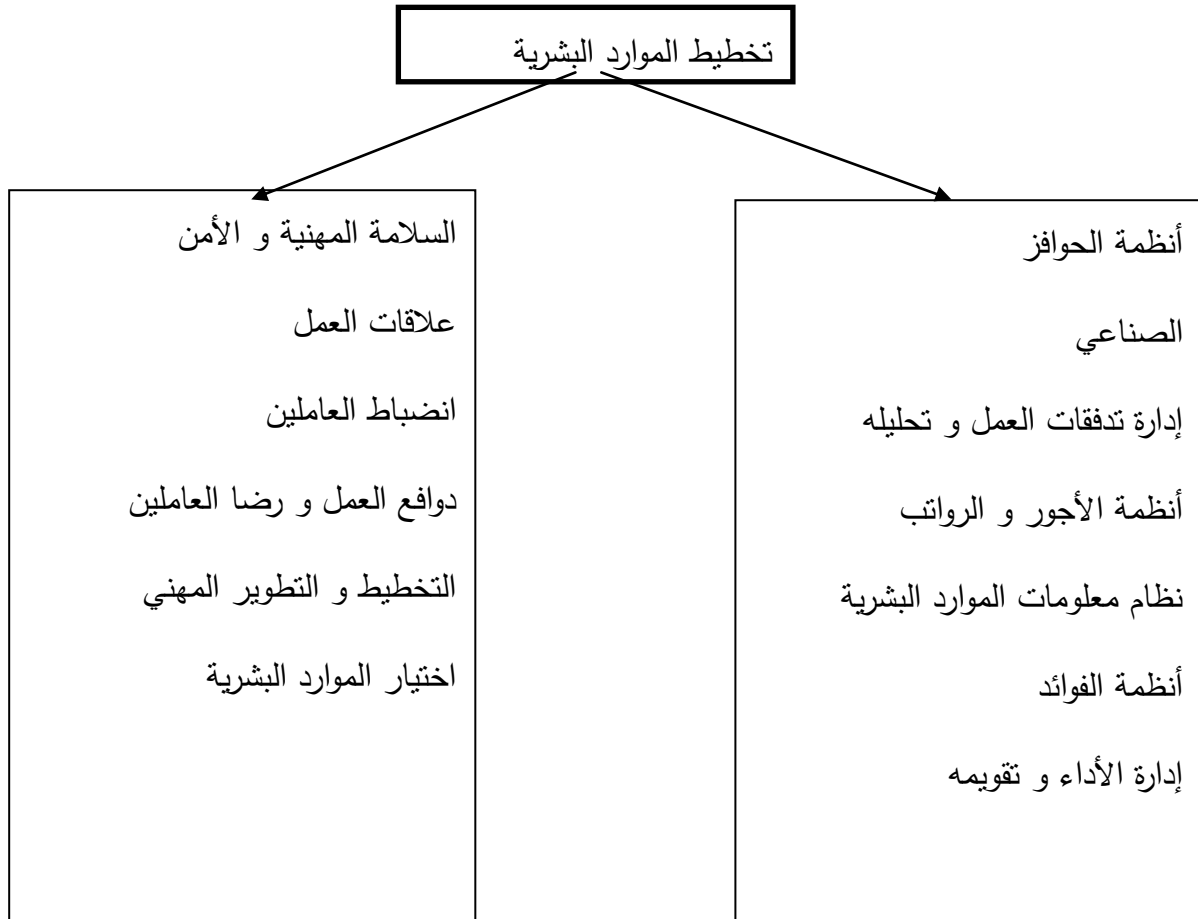 تخطيط الموارد البشرية
أنظمة الحوافز
الصناعي
إدارة تدفقات العمل و تحليله
أنظمة الأجور و الرواتب
نظام معلومات الموارد البشرية
أنظمة الفوائد
إدارة الأداء و تقويمه
السلامة المهنية و الأمن
علاقات العمل
انضباط العاملين
دوافع العمل و رضا العاملين
التخطيط و التطوير المهني
اختيار الموارد البشرية